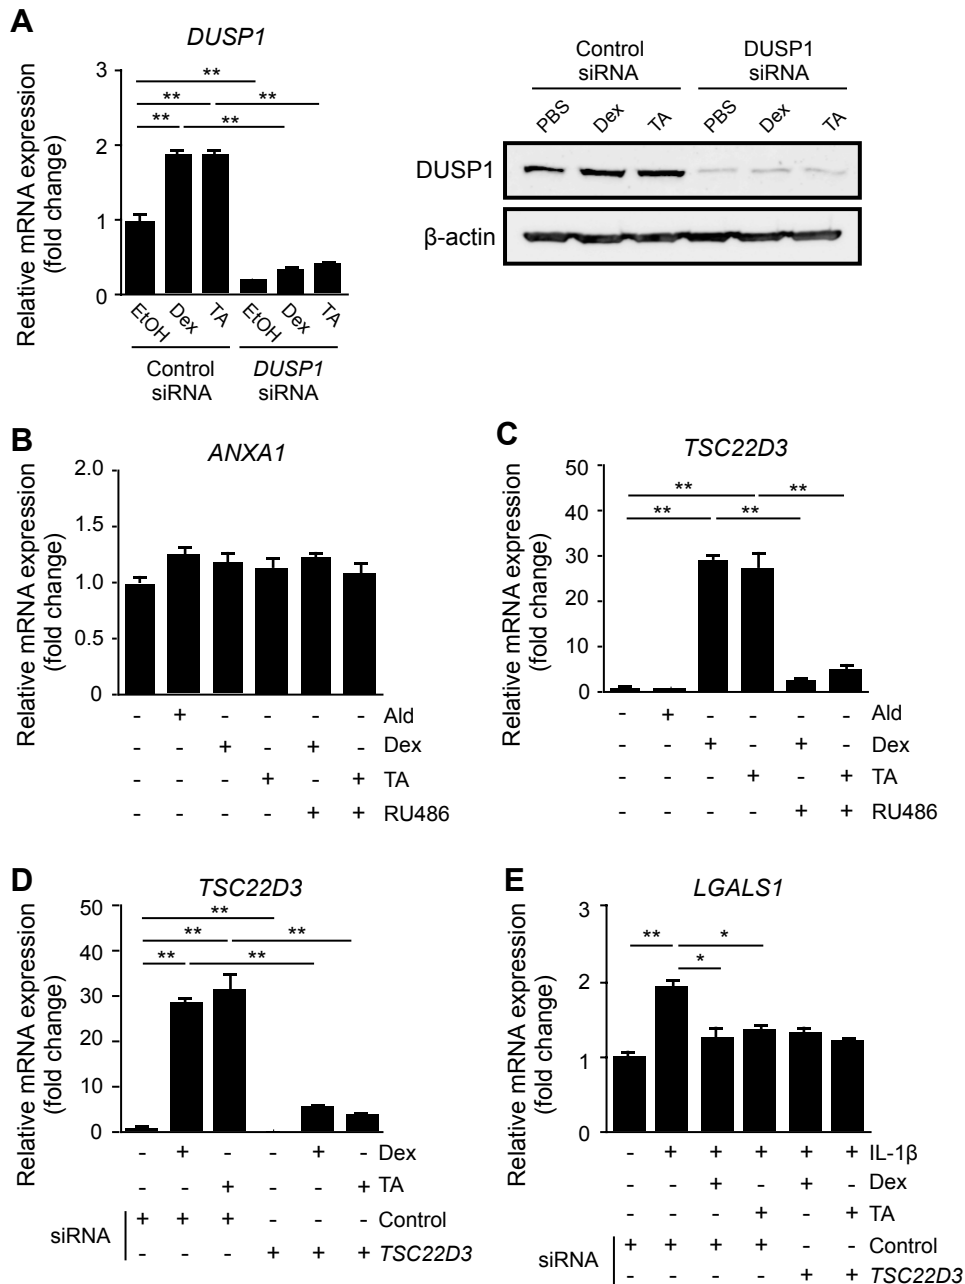 A
DUSP1
Relative mRNA expression
(fold change)
3
2
1
0
**
**
**
**
**
EtOH
Dex
TA
EtOH
Dex
TA
Control
siRNA
DUSP1
siRNA
Control
siRNA
DUSP1
siRNA
PBS
Dex
TA
PBS
Dex
TA
DUSP1
β-actin
B
ANXA1
Relative mRNA expression
(fold change)
2.0
1.5
1.0
0.5
0
- + - - - - Ald
- - + - + - Dex
- - - + - + TA
- - - - + + RU486
C
TSC22D3
Relative mRNA expression
(fold change)
50
40
30
20
10
0
** **
** **
- + - - - - Ald
- - + - + - Dex
- - - + - + TA
- - - - + + RU486
D
TSC22D3
Relative mRNA expression
(fold change)
50
40
30
20
10
0
**
** **
** **
- + - - + - Dex
- - + - - + TA
siRNA
+ + + - - - Control
- - - + + + TSC22D3
E
LGALS1
Relative mRNA expression
(fold change)
3
2
1
0
** *
*
- + + + + + IL-1β
- - + - + - Dex
- - - + - + TA
siRNA
+ + + + - - Control
- - - - + + TSC22D3